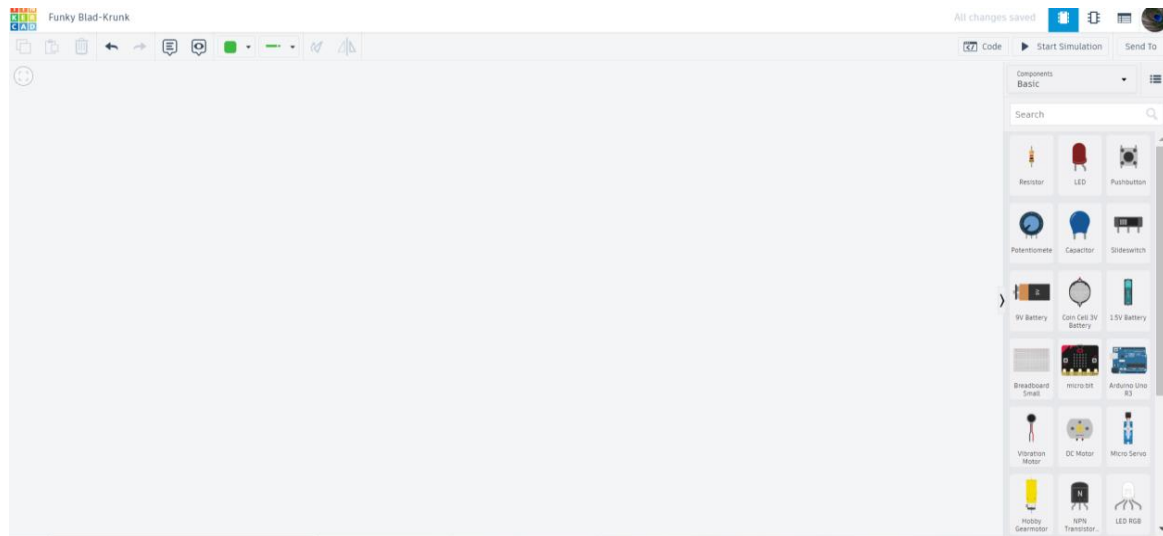 TIN
KER
CAD
Funky Blad-Krunk
All changes saved
Code
Start Simulation
Send To
Components
Basic
Search
Resistor
LED
Pushbutton
Potentiomete
Capacitor
Slideswitch
9V Battery
Coin Cell 3V
Battery
1.5V Battery
Breadboard
Small
micro:bit
Arduino Uno
R3
Vibration
Motor
DC Motor
Micro Servo
Hobby
Gearmotor
N
NPN
Transistor..
LED RGB